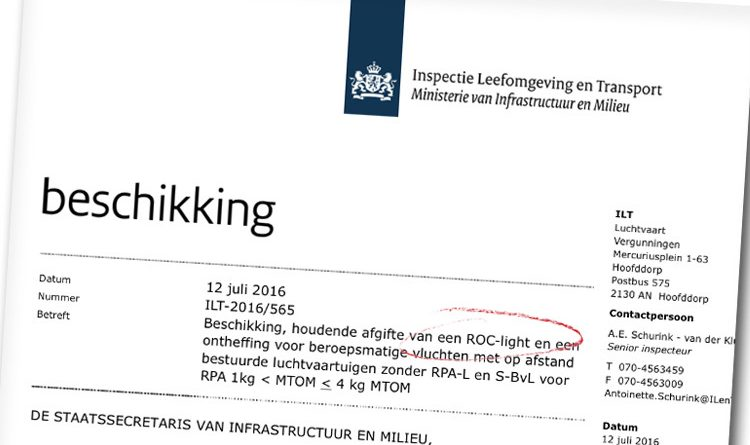 Inspectie Leefomgeving en Transport
Ministerie van Infrastructuur en Milieu
beschikking
ILT
Luchtvaart
Vergunningen
Mercuriusplein 1-63
Hoofddorp
Postbus 575
2130 AN Hoofddorp
Contactpersoon
A.E. Schurink - van der
Senior inspecteur
T 070-4563459
F 070-4563009
Antoinette.Schurink@ILen
Datum
12 juli 2016
Datum 12 juli 2016
Nummer ILT-2016/565
Betreft Beschikking, houdende afgifte van een ROC-light en een
ontheffing voor beroepsmatige vluchten met op afstand
bestuurde luchtvaartuigen zonder RPA-L en S-BvL voor
RPA 1kg < MTOM ≤ 4 kg MTOM
DE STAATSSECRETARIS VAN INFRASTRUCTUUR EN MILIEU,